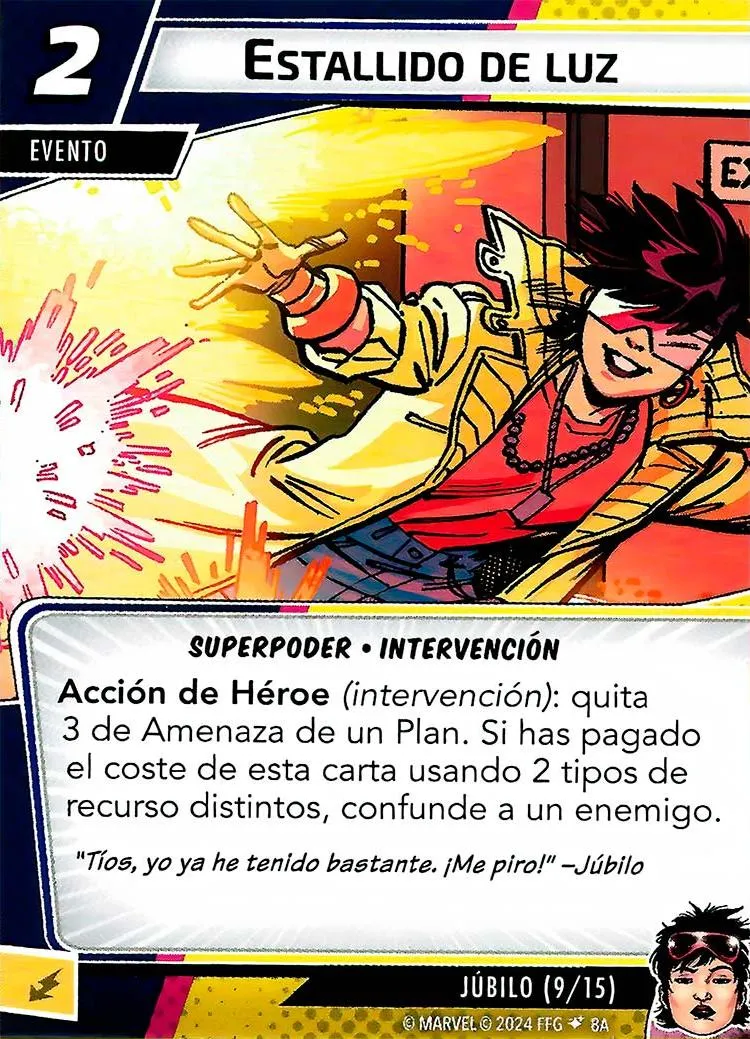 2
ESTALLIDO DE LUZ
EVENTO
EX
SUPERPODER • INTERVENCIÓN
Acción de Héroe (intervención): quita
3 de Amenaza de un Plan. Si has pagado
el coste de esta carta usando 2 tipos de
recurso distintos, confunde a un enemigo.
"Tíos, yo ya he tenido bastante. ¡Me piro!" –Júbilo
JÚBILO (9/15)
© MARVEL © 2024 FFG 8A